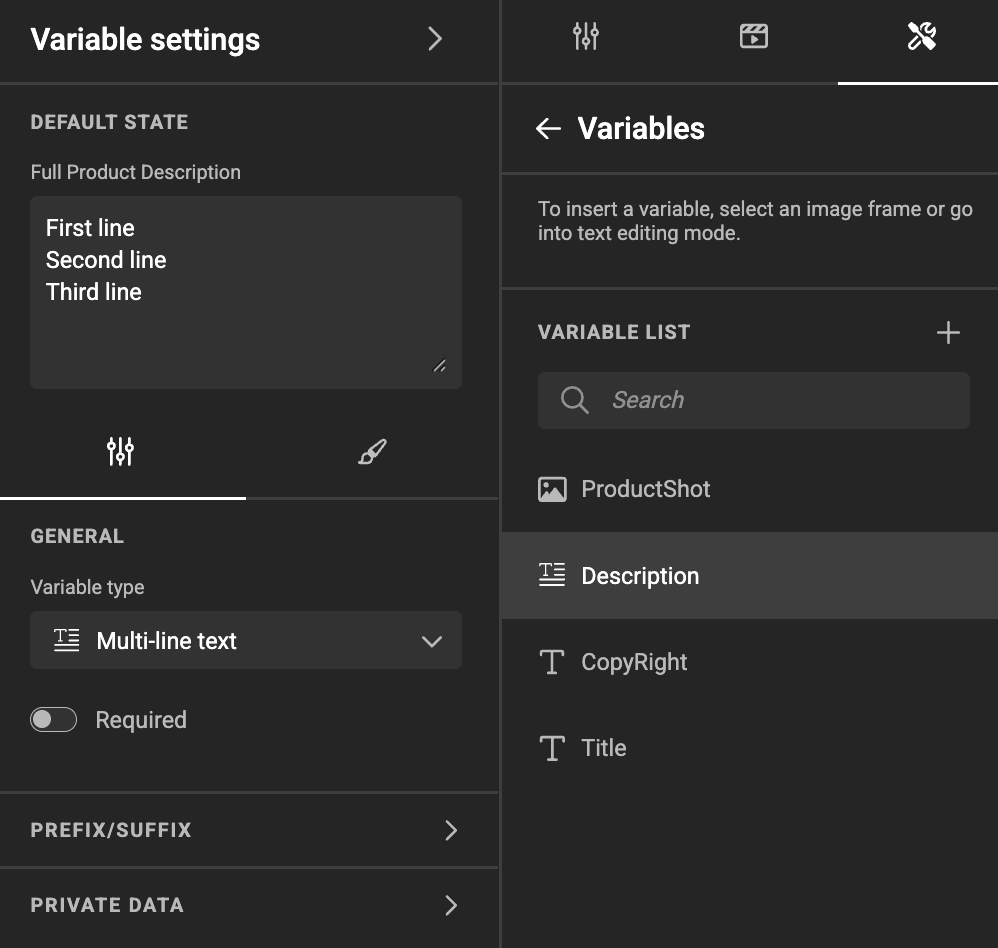 Variable settings
DEFAULT STATE
Full Product Description
First line
Second line
Third line
GENERAL
Variable type
Multi-line text
Required
PREFIX/SUFFIX
PRIVATE DATA
Variables
To insert a variable, select an image frame or go
into text editing mode.
VARIABLE LIST
Search
ProductShot
Description
CopyRight
Title